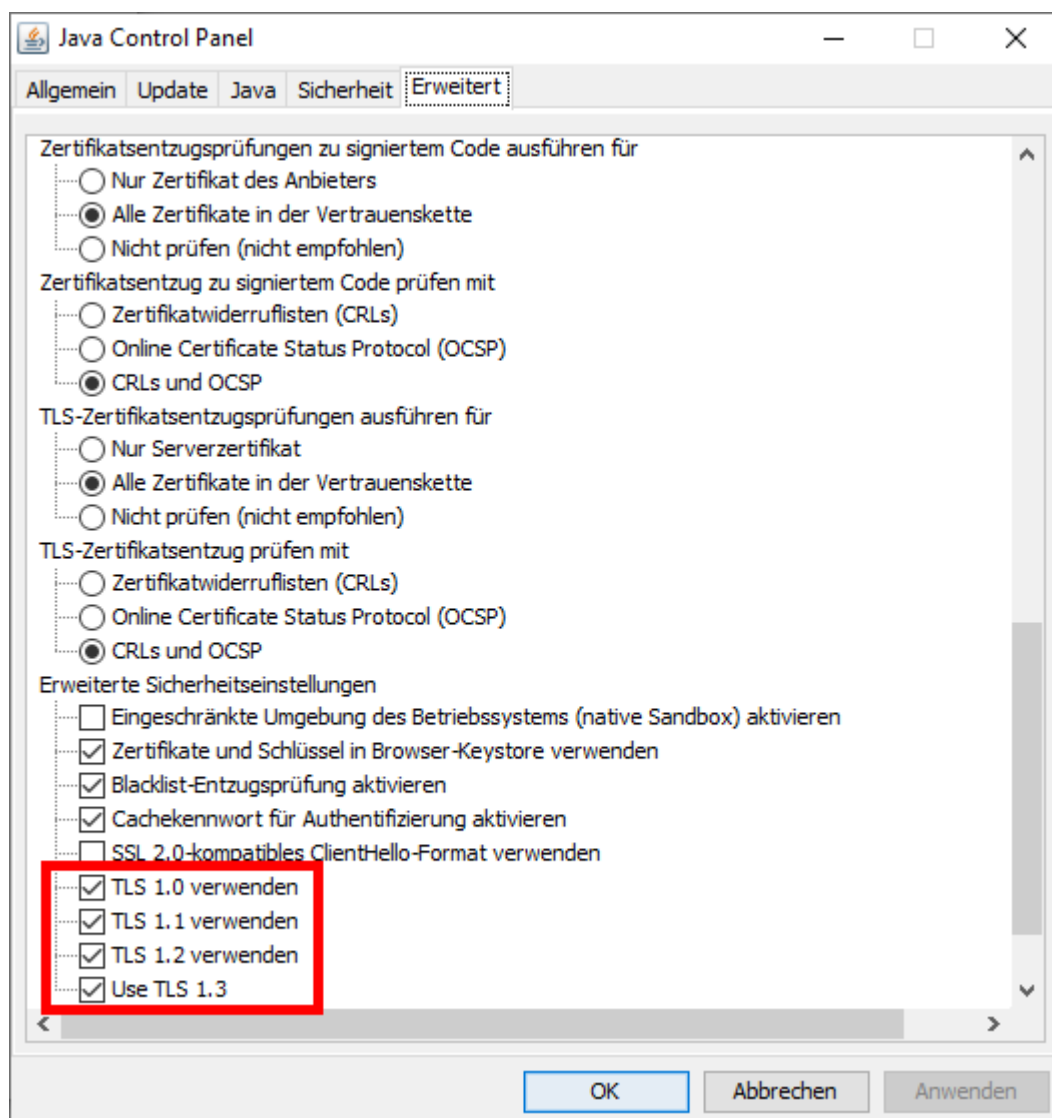 Java Control Panel
Allgemein Update Java Sicherheit Erweitert
Zertifikatsentzugsprüfungen zu signiertem Code ausführen für
Nur Zertifikat des Anbieters
Alle Zertifikate in der Vertrauenskette
Nicht prüfen (nicht empfohlen)
Zertifikatsentzug zu signiertem Code prüfen mit
Zertifikatwiderruflisten (CRLs)
Online Certificate Status Protocol (OCSP)
CRLs und OCSP
TLS-Zertifikatsentzugsprüfungen ausführen für
Nur Serverzertifikat
Alle Zertifikate in der Vertrauenskette
Nicht prüfen (nicht empfohlen)
TLS-Zertifikatsentzug prüfen mit
Zertifikatwiderruflisten (CRLs)
Online Certificate Status Protocol (OCSP)
CRLs und OCSP
Erweiterte Sicherheitseinstellungen
Eingeschränkte Umgebung des Betriebssystems (native Sandbox) aktivieren
Zertifikate und Schlüssel in Browser-Keystore verwenden
Blacklist-Entzugsprüfung aktivieren
Cachekennwort für Authentifizierung aktivieren
SSL 2.0-kompatibles ClientHello-Format verwenden
TLS 1.0 verwenden
TLS 1.1 verwenden
TLS 1.2 verwenden
Use TLS 1.3
OK Abbrechen Anwenden